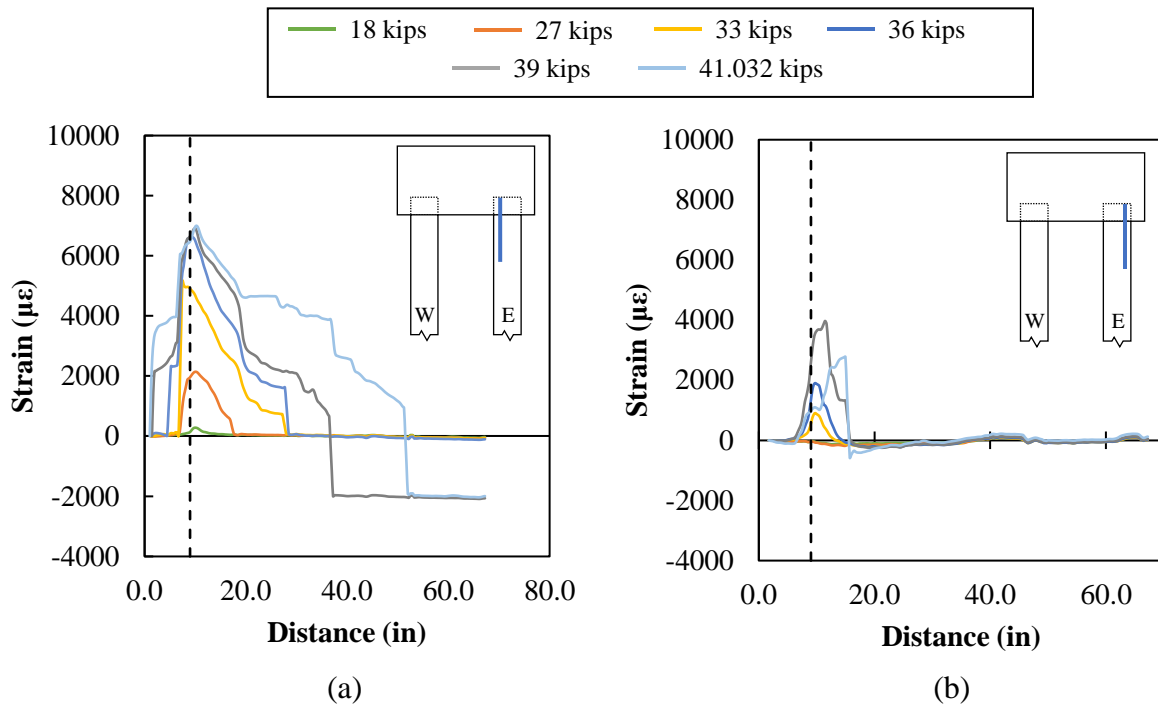 18 kips 27 kips 33 kips 36 kips
39 kips 41.032 kips
10000
8000
6000
4000
2000
0
-2000
-4000
Strain (με)
0.0 20.0 40.0 60.0 80.0
Distance (in)
W E
(a)
10000
8000
6000
4000
2000
0
-2000
-4000
Strain (με)
0.0 20.0 40.0 60.0
Distance (in)
W E
(b)